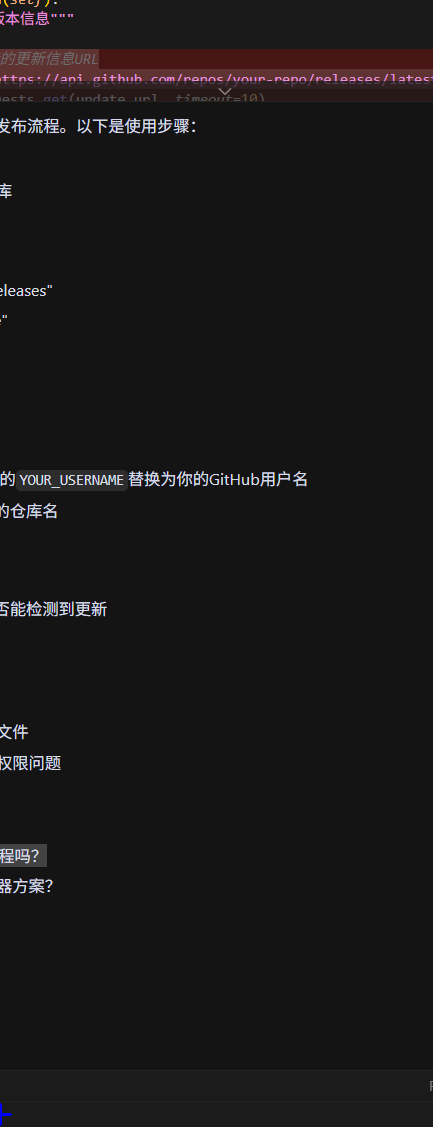 (self):
版本信息"""
的更新信息URL
https://api.github.com/repos/your-repo/releases/latest
uests.get(update_url, timeout=10)
发布流程。以下是使用步骤：
库
eleases"
"
的YOUR_USERNAME替换为你的GitHub用户名
的仓库名
否能检测到更新
文件
权限问题
程吗？
器方案？